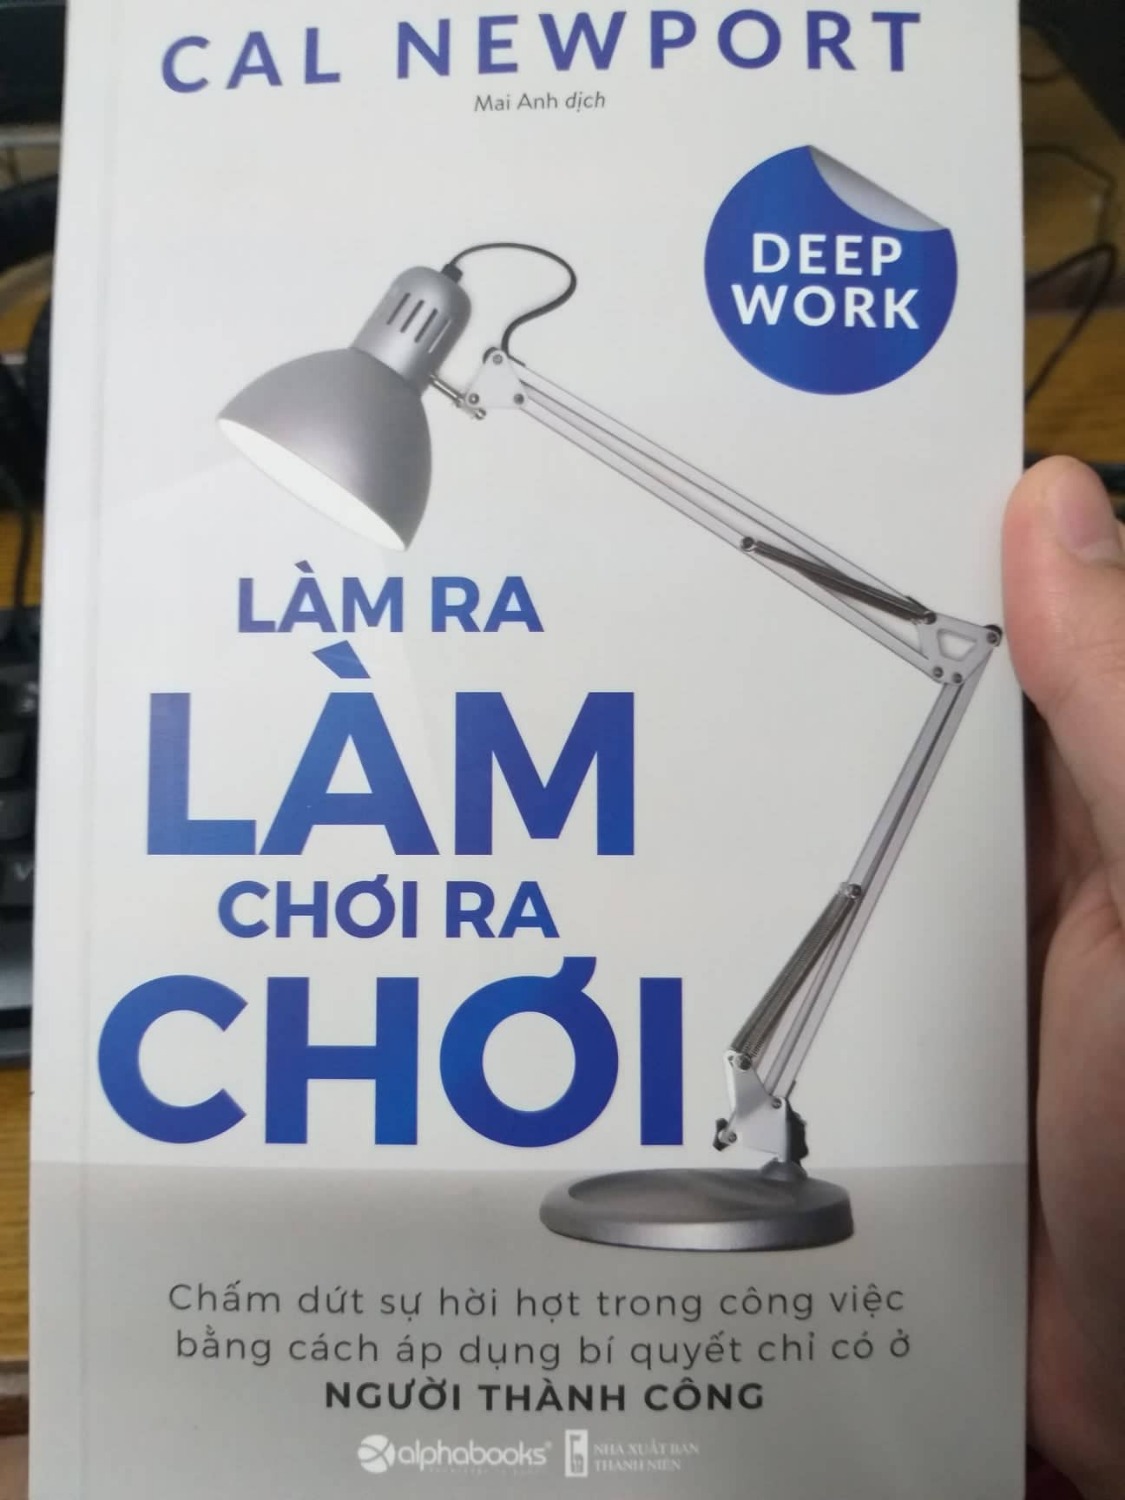 CAL NEWPORT
Mai Anh dịch
DEEP
WORK
LÀM RA
LÀM
CHƠI RA
CHƠI
Chấm dứt sự hời hợt trong công việc
bằng cách áp dụng bí quyết chỉ có ở
NGƯỜI THÀNH CÔNG
alphabooks®
NHÀ XUẤT BẢN
THANH NIÊN